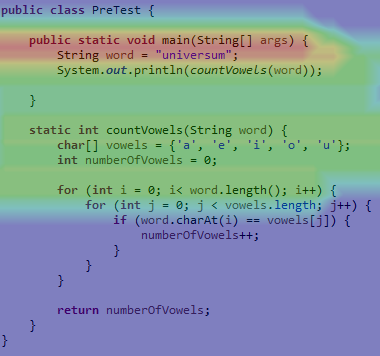 public class PreTest {
public static void main(String[] args) {
String word = "universum";
System.out.println(countVowels(word));
}
static int countVowels(String word) {
char[] vowels = {'a', 'e', 'i', 'o', 'u'};
int numberOfVowels = 0;
for (int i = 0; i< word.length(); i++) {
for (int j = 0; j < vowels.length; j++) {
if (word.charAt(i) == vowels[j]) {
numberOfVowels++;
}
}
}
return numberOfVowels;
}
}